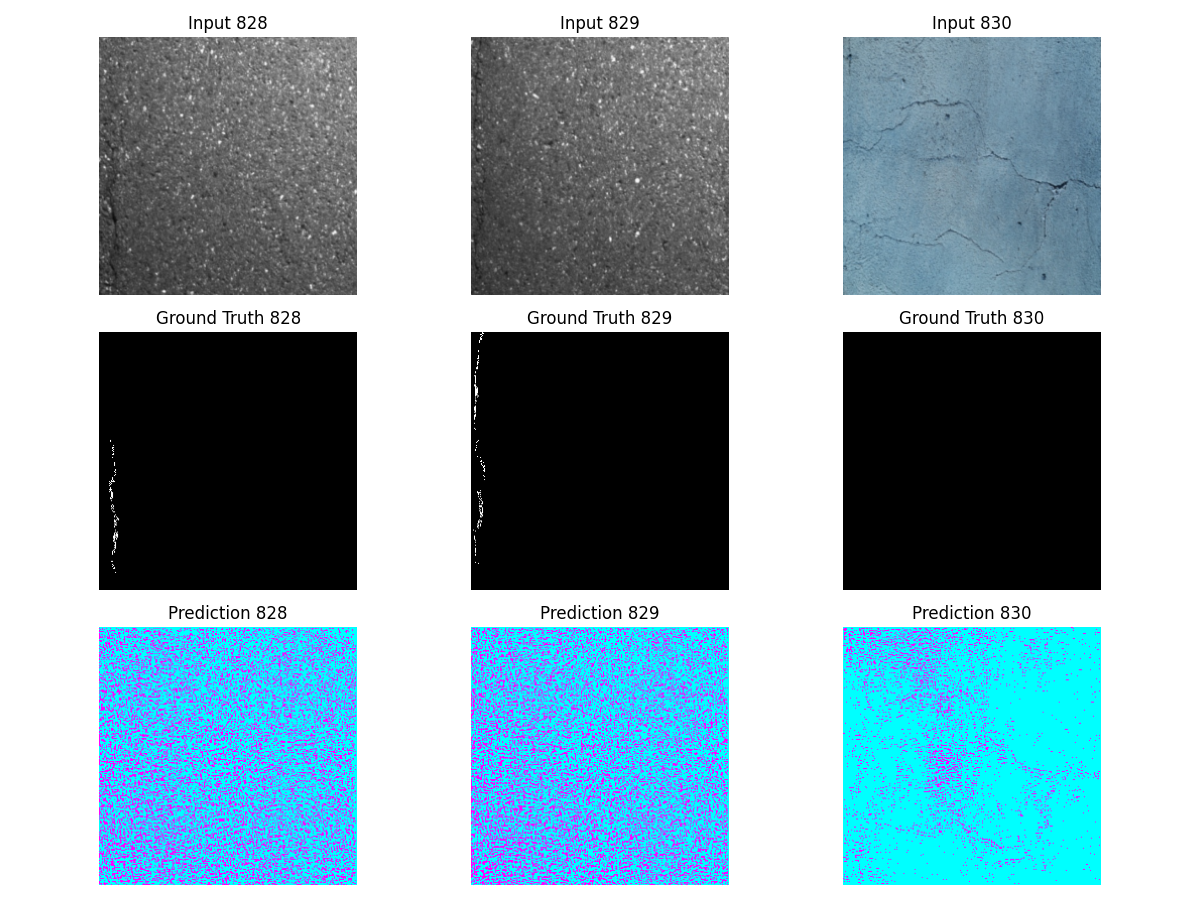 Input 828
Input 829
Input 830
Ground Truth 828
Ground Truth 829
Ground Truth 830
Prediction 828
Prediction 829
Prediction 830